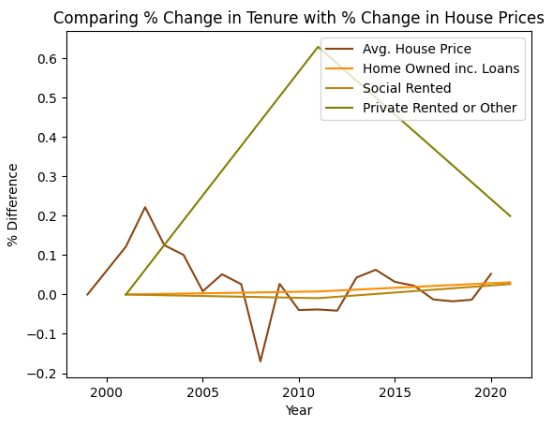 Comparing % Change in Tenure with % Change in House Prices
Avg. House Price
Home Owned inc. Loans
Social Rented
Private Rented or Other
% Difference
0.6
0.5
0.4
0.3
0.2
0.1
0.0
−0.1
−0.2
2000 2005 2010 2015 2020
Year